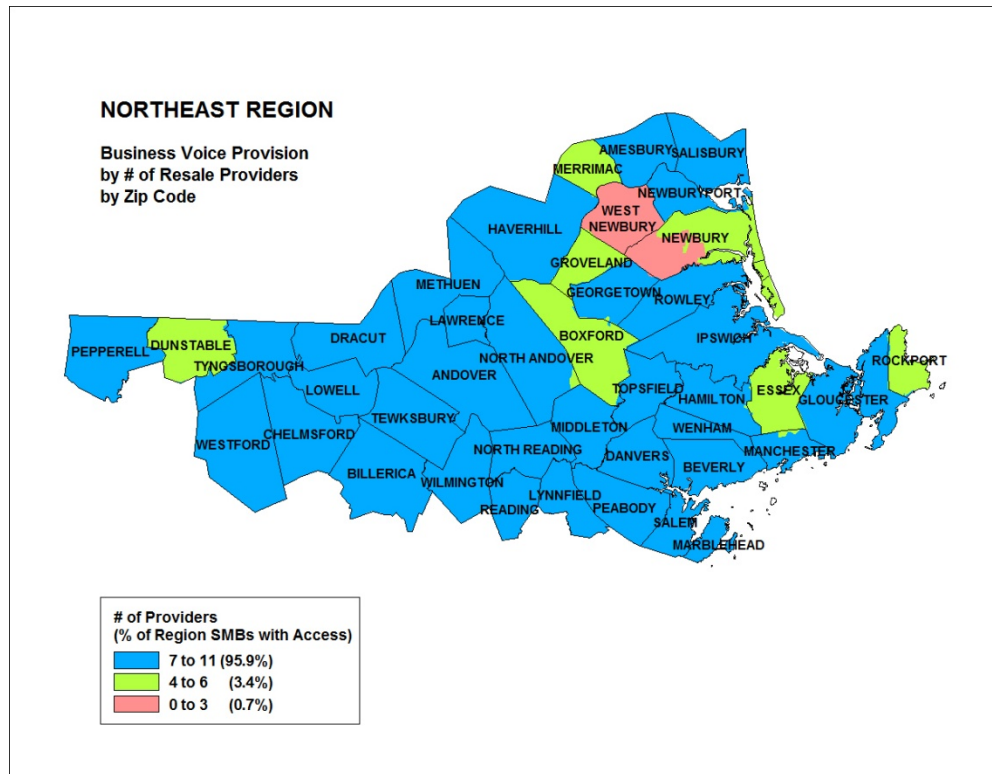 NORTHEAST REGION
Business Voice Provision
by # of Resale Providers
by Zip Code
AMESBURY
SALISBURY
MERRIMAC
NEWBURYPORT
WEST
NEWBURY
NEWBURY
HAVERHILL
GROVELAND
METHUEN
GEORGETOWN
ROWLEY
LAWRENCE
DRACUT
BOXFORD
IPSWICH
PEPPERELL
DUNSTABLE
TYNGSBOROUGH
NORTH ANDOVER
ROCKPORT
ANDOVER
LOWELL
TOPSFIELD
ESSEX
HAMILTON
GLOUCESTER
TEWKSBURY
MIDDLETON
WENHAM
CHELMSFORD
WESTFORD
NORTH READING
DANVERS
MANCHESTER
BEVERLY
BILLERICA
WILMINGTON
LYNNFIELD
READING
PEABODY
SALEM
MARBLEHEAD
# of Providers
(% of Region SMBs with Access)
7 to 11 (95.9%)
4 to 6 (3.4%)
0 to 3 (0.7%)